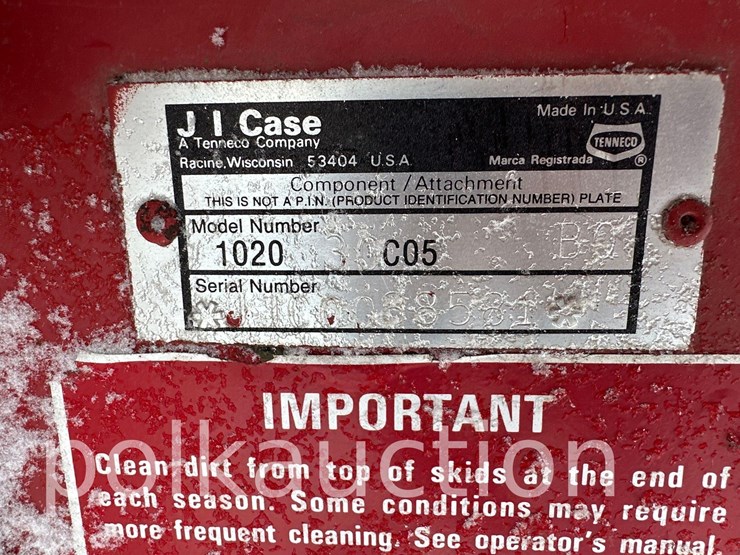 J I Case
A Tenneco Company
Racine, Wisconsin 53404 U.S.A.
Made In U.S.A.
TENNECO
Marca Registrada ®
Component/Attachment
THIS IS NOT A P.I.N. (PRODUCT IDENTIFICATION NUMBER) PLATE
Model Number
1020 C05
Serial Number
IMPORTANT
Clean dirt from top of skids at the end of
each season. Some conditions may require
more frequent cleaning. See operator's manual.
polkauction